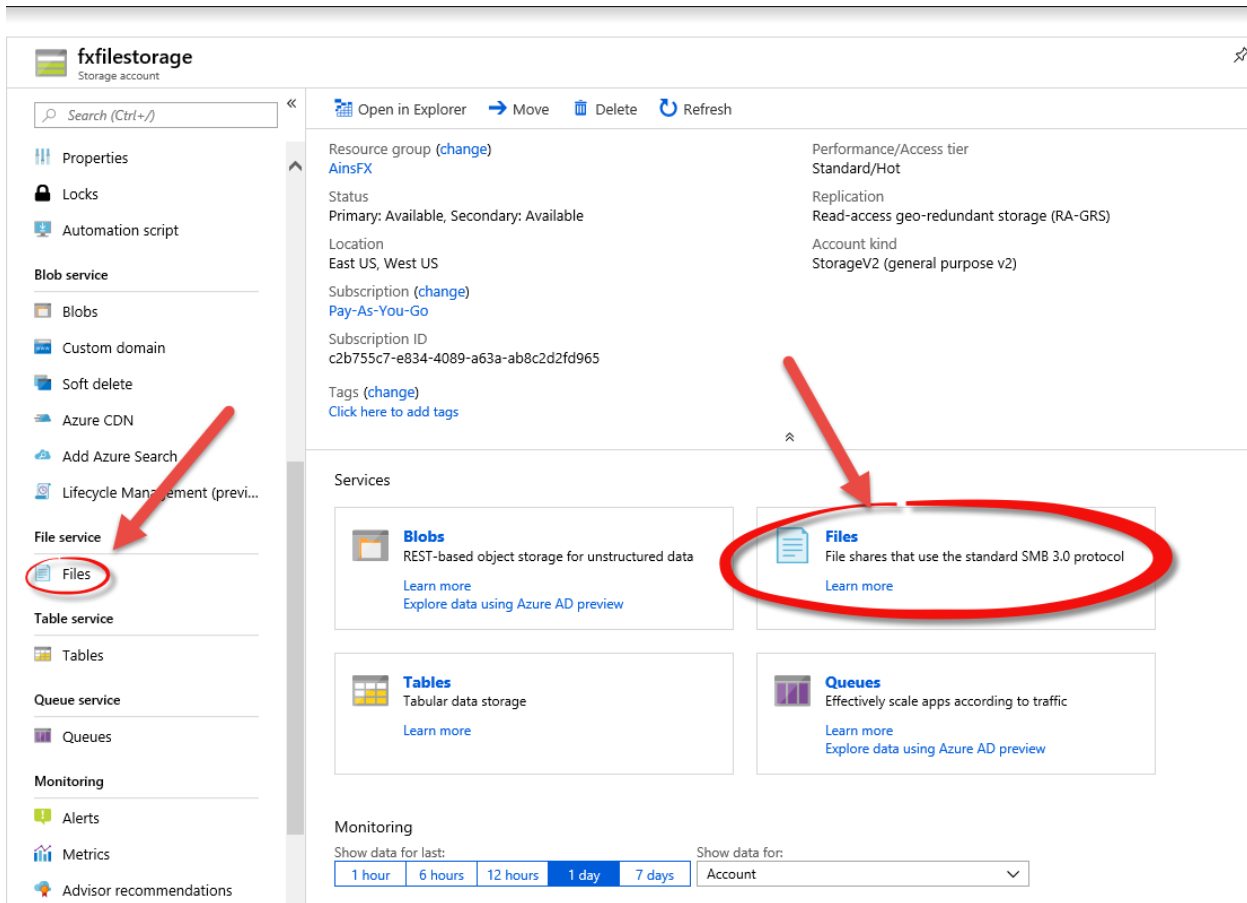 fxfilestorage
Storage account
Search (Ctrl+/)
«
Properties
Locks
Automation script
Blob service
Blobs
Custom domain
Soft delete
Azure CDN
Add Azure Search
Lifecycle Management (previ...
File service
Files
Table service
Tables
Queue service
Queues
Monitoring
Alerts
Metrics
Advisor recommendations
Open in Explorer Move Delete Refresh
Resource group (change)
AinsFX
Status
Primary: Available, Secondary: Available
Location
East US, West US
Subscription (change)
Pay-As-You-Go
Subscription ID
c2b755c7-e834-4089-a63a-ab8c2d2fd965
Tags (change)
Click here to add tags
Performance/Access tier
Standard/Hot
Replication
Read-access geo-redundant storage (RA-GRS)
Account kind
StorageV2 (general purpose v2)
Services
Blobs
REST-based object storage for unstructured data
Learn more
Explore data using Azure AD preview
Files
File shares that use the standard SMB 3.0 protocol
Learn more
Tables
Tabular data storage
Learn more
Queues
Effectively scale apps according to traffic
Learn more
Explore data using Azure AD preview
Monitoring
Show data for last:
1 hour 6 hours 12 hours 1 day 7 days
Show data for:
Account